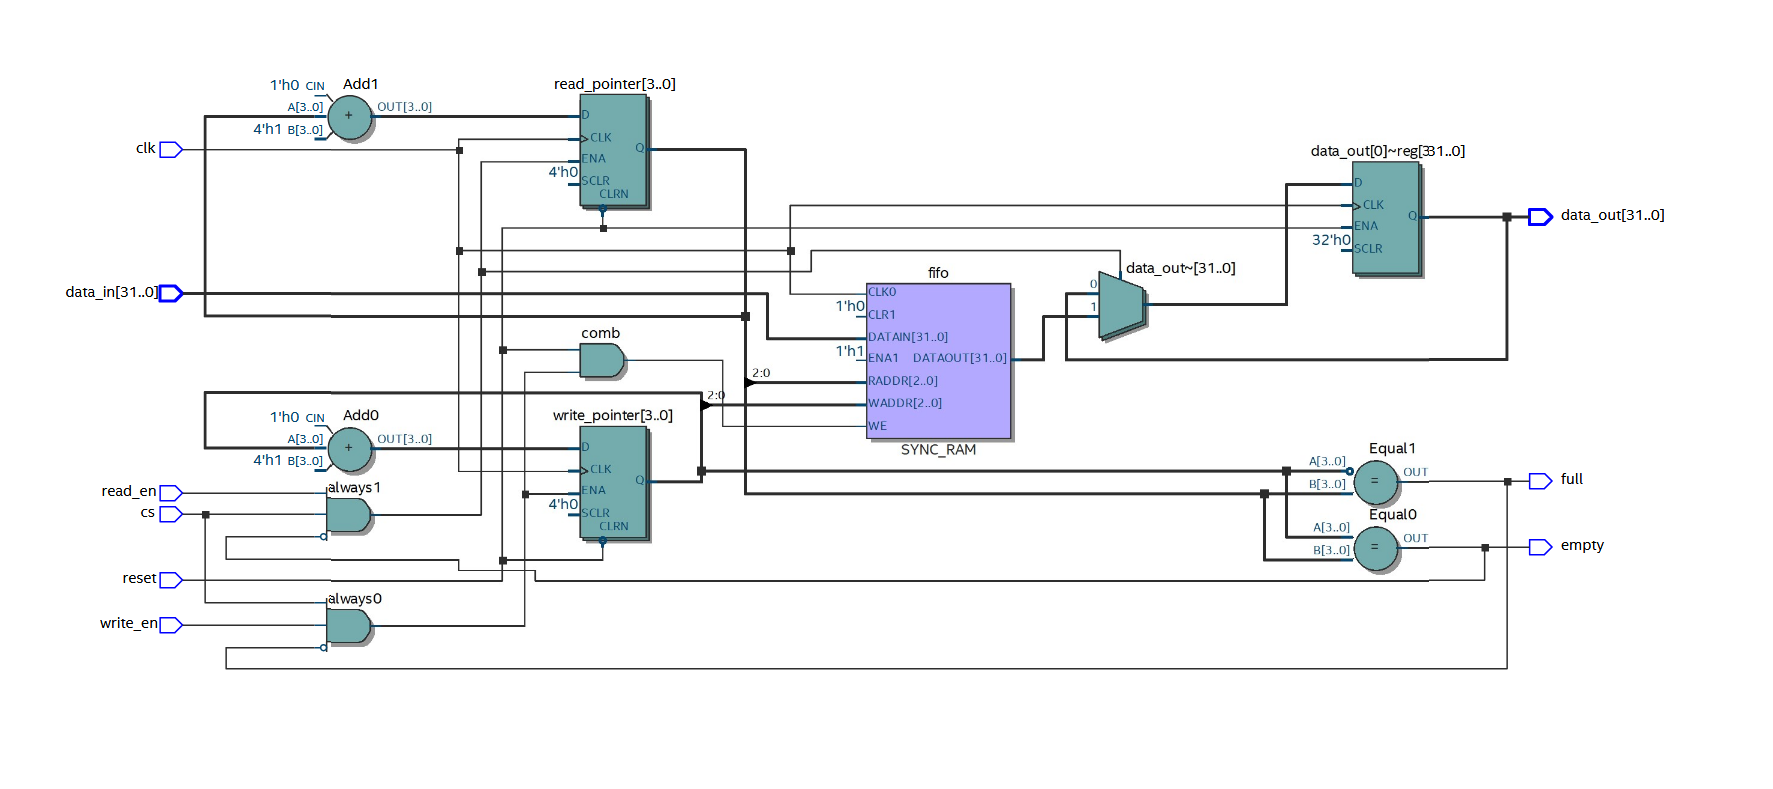 1'h0 CIN
Add1
A[3..0]
OUT[3..0]
+
4'h1 B[3..0]
read_pointer[3..0]
D
CLK
ENA
4'h0
SCLR
CLRN
Q
clk
data_out[0]~reg[31..0]
D
CLK
ENA
32'h0
SCLR
Q
data_out[31..0]
data_in[31..0]
fifo
CLK0
1'h0
CLR1
DATAIN[31..0]
1'h1
ENA1
DATAOUT[31..0]
RADDR[2..0]
WADDR[2..0]
WE
SYNC_RAM
data_out~[31..0]
0
1
comb
2:0
2:0
1'h0 CIN
Add0
A[3..0]
OUT[3..0]
+
4'h1 B[3..0]
write_pointer[3..0]
D
CLK
ENA
4'h0
SCLR
CLRN
Q
Equal1
A[3..0]
B[3..0]
=
OUT
full
Equal0
A[3..0]
B[3..0]
=
OUT
empty
read_en
always1
cs
reset
always0
write_en